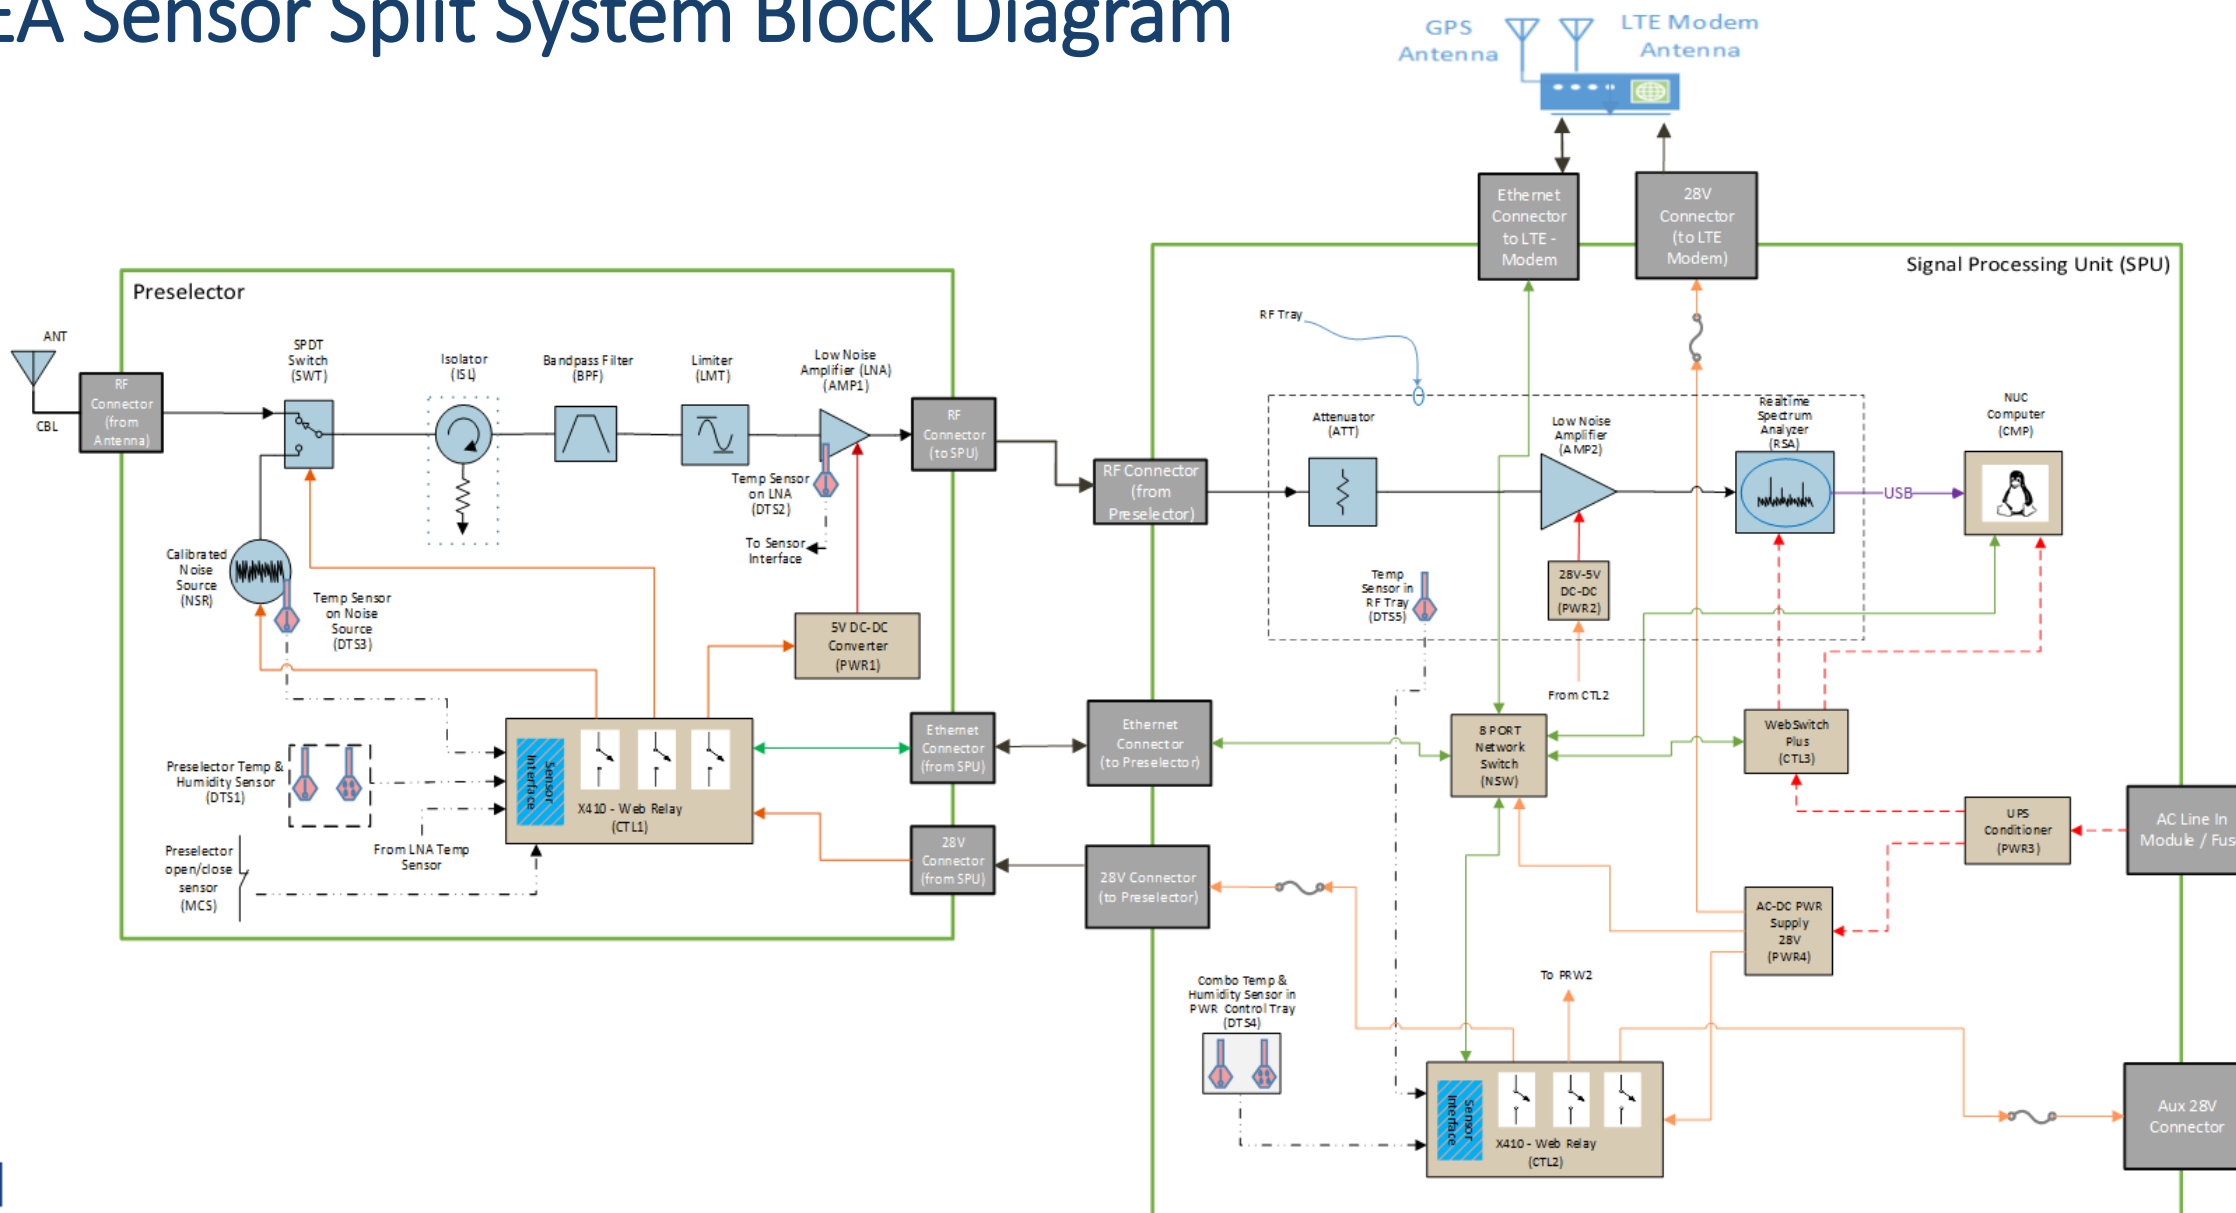 EA Sensor Split System Block Diagram
GPS
Antenna
LTE Modem
Antenna
Ethernet
Connector
to LTE -
Modem
28V
Connector
(to LTE
Modem)
Signal Processing Unit (SPU)
Preselector
ANT
CBL
RF
Connector
(from
Antenna)
SPDT
Switch
(SWT)
Isolator
(ISL)
Bandpass Filter
(BPF)
Limiter
(LMT)
Low Noise
Amplifier (LNA)
(AMP1)
RF
Connector
(to SPU)
Temp Sensor
on LNA
(DTS2)
To Sensor
Interface
Calibrated
Noise
Source
(NSR)
Temp Sensor
on Noise
Source
(DTS3)
5V DC-DC
Converter
(PWR1)
Preselector Temp &
Humidity Sensor
(DTS1)
From LNA Temp
Sensor
Preselector
open/close
sensor
(MCS)
Sensor
Interface
X410 - Web Relay
(CTL1)
Ethernet
Connector
(from SPU)
28V
Connector
(from SPU)
RF Connector
(from
Preselector)
Ethernet
Connector
(to Preselector)
28V Connector
(to Preselector)
RF Tray
Attenuator
(ATT)
Low Noise
Amplifier
(AMP2)
Realtime
Spectrum
Analyzer
(RSA)
USB
NUC
Computer
(CMP)
Temp
Sensor in
RF Tray
(DTS5)
28V-5V
DC-DC
(PWR2)
From CTL2
8 PORT
Network
Switch
(NSW)
WebSwitch
Plus
(CTL3)
UPS
Conditioner
(PWR3)
AC Line In
Module / Fus
AC-DC PWR
Supply
28V
(PWR4)
To PRW2
Combo Temp &
Humidity Sensor in
PWR Control Tray
(DTS4)
Sensor
Interface
X410 - Web Relay
(CTL2)
Aux 28V
Connector